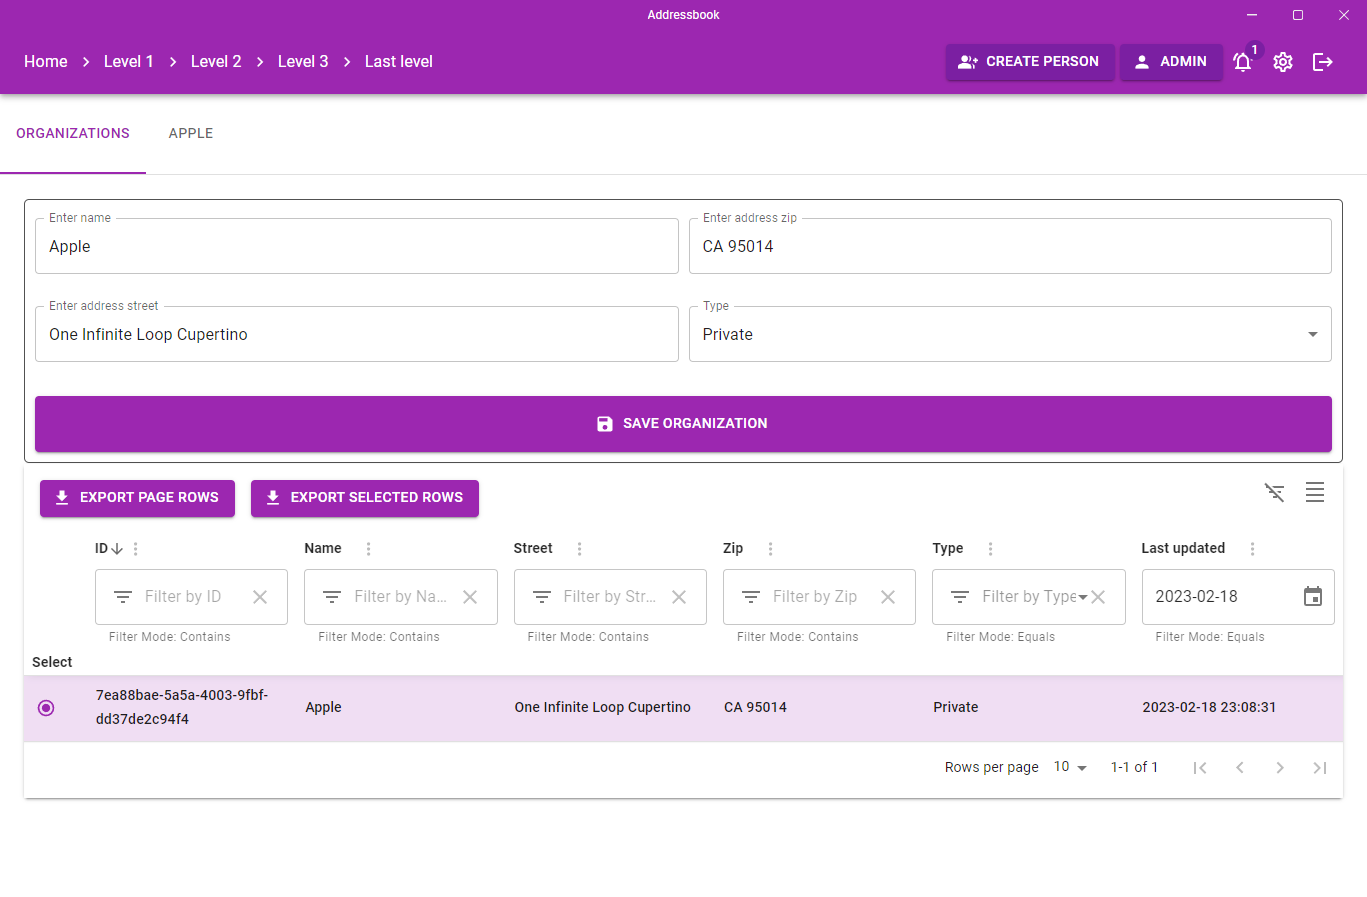 Addressbook
Home > Level 1 > Level 2 > Level 3 > Last level
CREATE PERSON
ADMIN
1
ORGANIZATIONS
APPLE
Enter name
Apple
Enter address zip
CA 95014
Enter address street
One Infinite Loop Cupertino
Type
Private
SAVE ORGANIZATION
EXPORT PAGE ROWS
EXPORT SELECTED ROWS
ID Name Street Zip Type Last updated
Filter by ID Filter by Na... Filter by Str... Filter by Zip Filter by Type 2023-02-18
Filter Mode: Contains Filter Mode: Contains Filter Mode: Contains Filter Mode: Contains Filter Mode: Equals Filter Mode: Equals
Select
7ea88bae-5a5a-4003-9fbf-
dd37de2c94f4
Apple One Infinite Loop Cupertino CA 95014 Private 2023-02-18 23:08:31
Rows per page 10 1-1 of 1